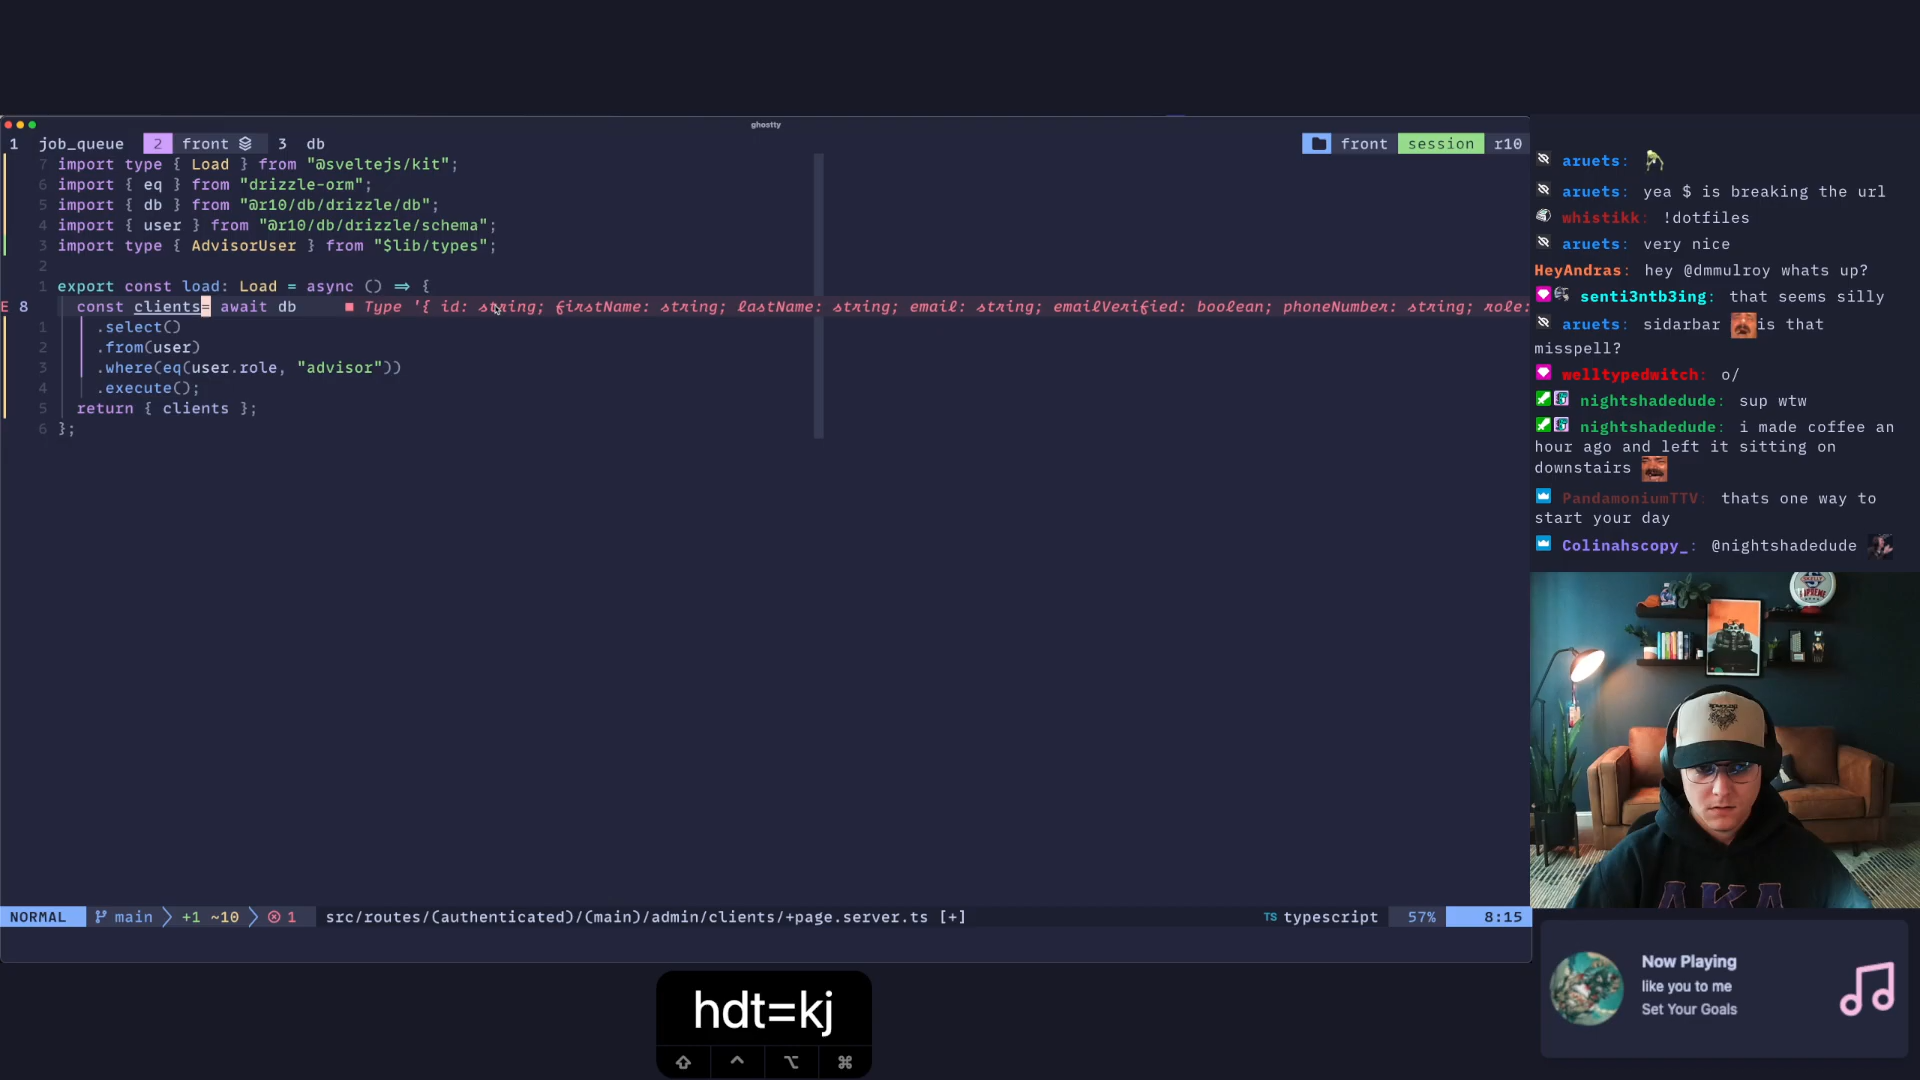 ghostty
1 job_queue 2 front 3 db
front session r10
7 import type { Load } from "@sveltejs/kit";
6 import { eq } from "drizzle-orm";
5 import { db } from "@r10/db/drizzle/db";
4 import { user } from "@r10/db/drizzle/schema";
3 import type { AdvisorUser } from "$lib/types";
2
1 export const load: Load = async () => {
E 8 const clients= await db ■ Type '{ id: string; firstName: string; lastName: string; email: string; emailVerified: boolean; phoneNumber: string; role:
1 .select()
2 .from(user)
3 .where(eq(user.role, "advisor"))
4 .execute();
5 return { clients };
6 };
NORMAL main +1 ~10 1 src/routes/(authenticated)/(main)/admin/clients/+page.server.ts [+] TS typescript 57% 8:15
hdt=kj
aruets:
aruets: yea $ is breaking the url
whistikk: !dotfiles
aruets: very nice
HeyAndras: hey @dmmulroy whats up?
senti3ntb3ing: that seems silly
aruets: sidarbar is that
misspell?
welltypedwitch: o/
nightshadedude: sup wtw
nightshadedude: i made coffee an
hour ago and left it sitting on
downstairs
PandamoniumTTV: thats one way to
start your day
Colinahscopy_: @nightshadedude
AKA
Now Playing
like you to me
Set Your Goals